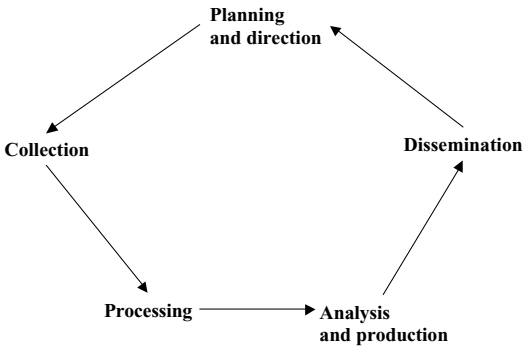 Planning
and direction
Collection
Dissemination
Processing
Analysis
and production